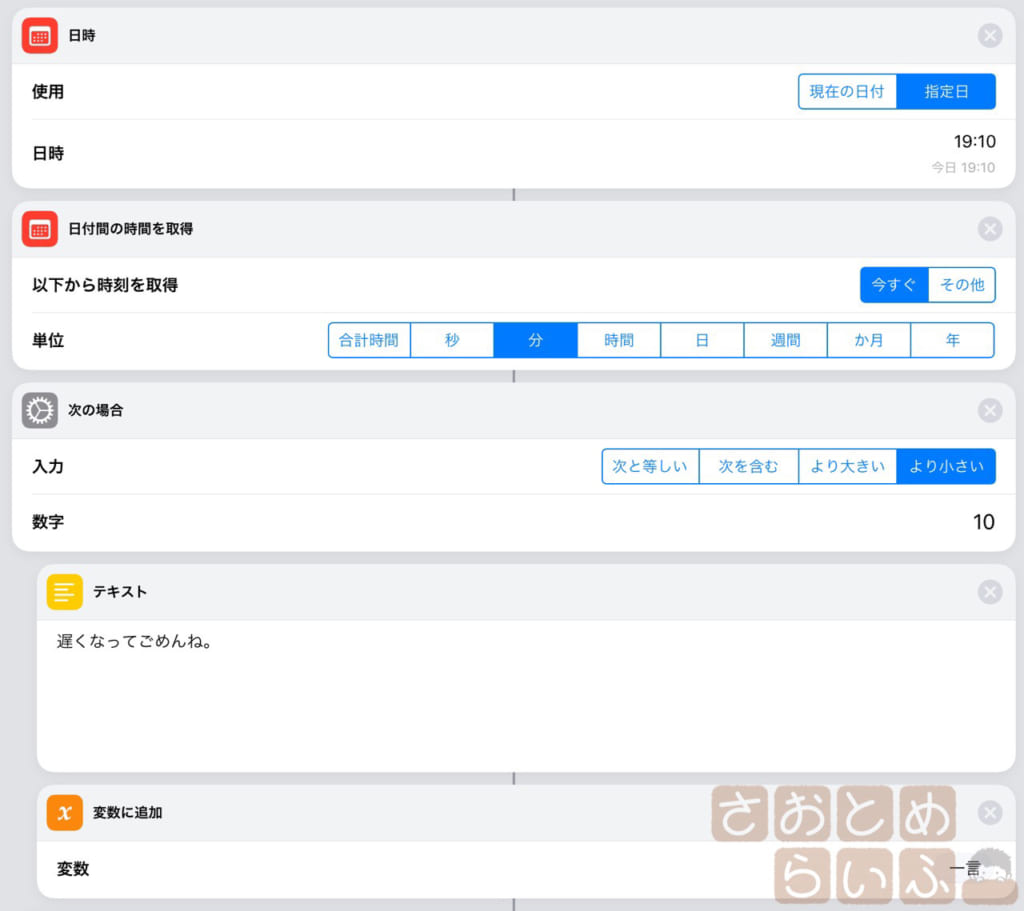 日時
使用 現在の日付 指定日
日時 19:10
今日 19:10
日付間の時間を取得
以下から時刻を取得 今すぐ その他
単位 合計時間 秒 分 時間 日 週間 か月 年
次の場合
入力 次と等しい 次を含む より大きい より小さい
数字 10
テキスト
遅くなってごめんね。
x 変数に追加
変数 一言
さおとめ
らいふ